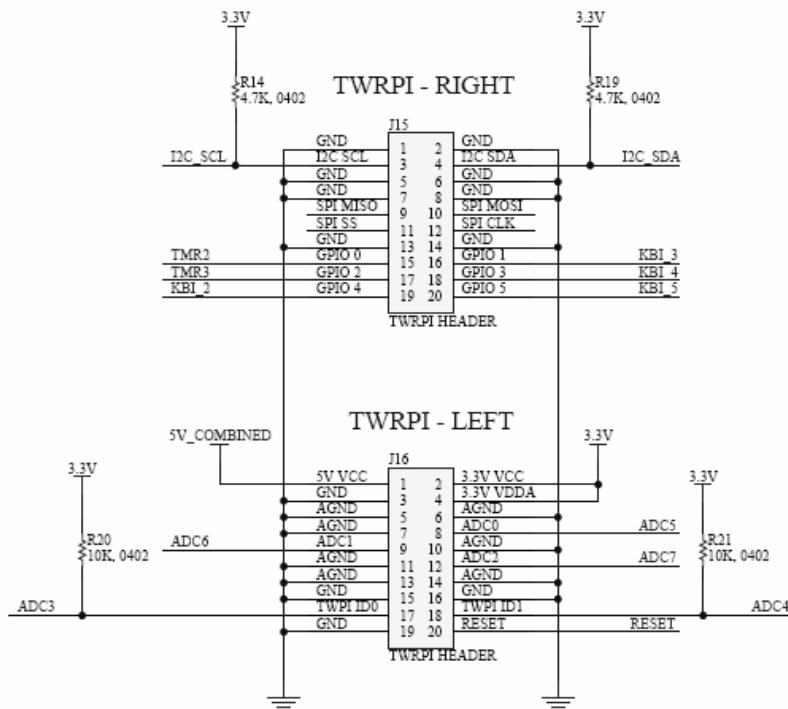 3.3V 3.3V
R14 R19
4.7K, 0402 TWRPI - RIGHT 4.7K, 0402
J15
GND 1 2 GND
I2C_SCL I2C SCL 3 4 I2C SDA I2C_SDA
GND 5 6 GND
GND 7 8 GND
SPI MISO 9 10 SPI MOSI
SPI SS 11 12 SPI CLK
GND 13 14 GND
TMR2 GPIO 0 15 16 GPIO 1 KBI_3
TMR3 GPIO 2 17 18 GPIO 3 KBI_4
KBI_2 GPIO 4 19 20 GPIO 5 KBI_5
TWRPI HEADER
TWRPI - LEFT
5V_COMBINED 3.3V
J16
3.3V 5V VCC 1 2 3.3V VCC 3.3V
GND 3 4 3.3V VDDA
AGND 5 6 AGND
AGND 7 8 ADC0 ADC5
R20 R21
10K, 0402 ADC6 ADC1 9 10 AGND 10K, 0402
AGND 11 12 ADC2 ADC7
AGND 13 14 AGND
GND 15 16 GND
ADC3 TWPI ID0 17 18 TWPI ID1 ADC4
GND 19 20 RESET RESET
TWRPI HEADER